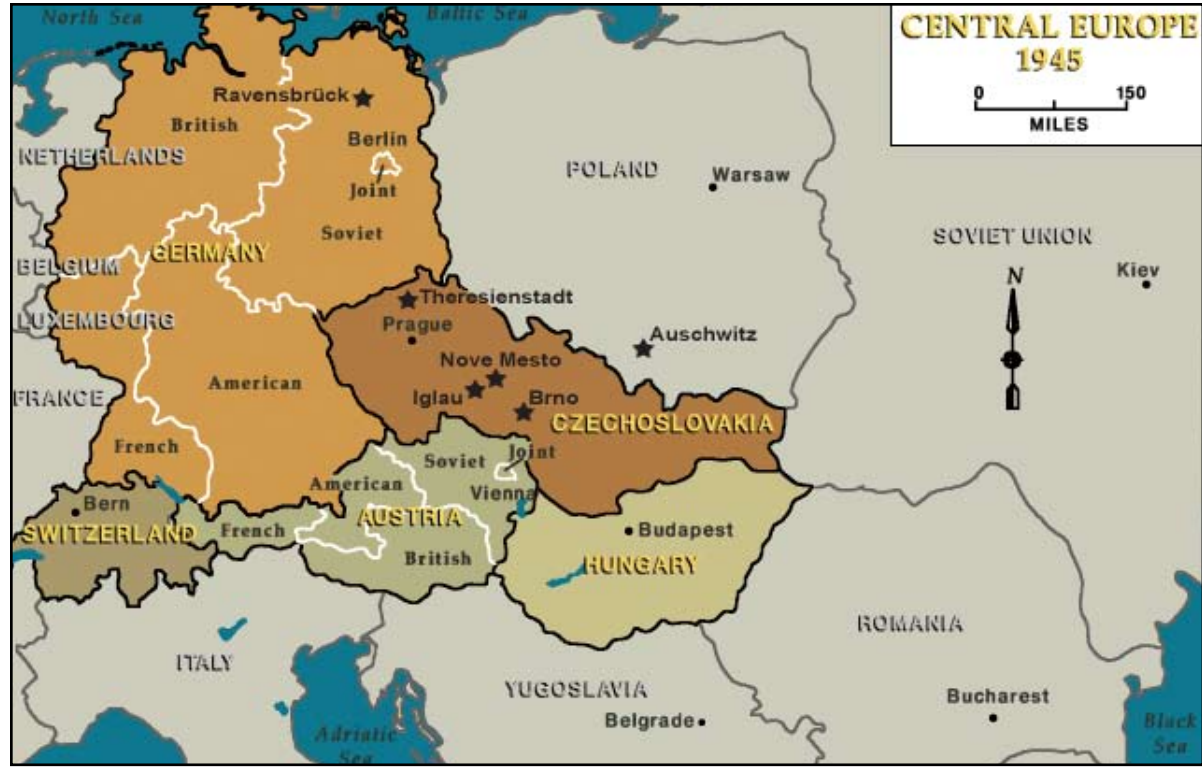 North Sea
Baltic Sea
CENTRAL EUROPE
1945
0 150
MILES
Ravensbrück
British
Berlin
NETHERLANDS
Joint
POLAND
Warsaw
Soviet
GERMANY
SOVIET UNION
BELGIUM
Kiev
N
Theresienstadt
LUXEMBOURG
Prague
Auschwitz
Nove Mesto
American
Iglau
Brno
FRANCE
CZECHOSLOVAKIA
French
Joint
Soviet
American
Vienna
Bern
AUSTRIA
SWITZERLAND
French
Budapest
British
HUNGARY
ROMANIA
ITALY
YUGOSLAVIA
Bucharest
Belgrade
Adriatic
Sea
Black
Sea